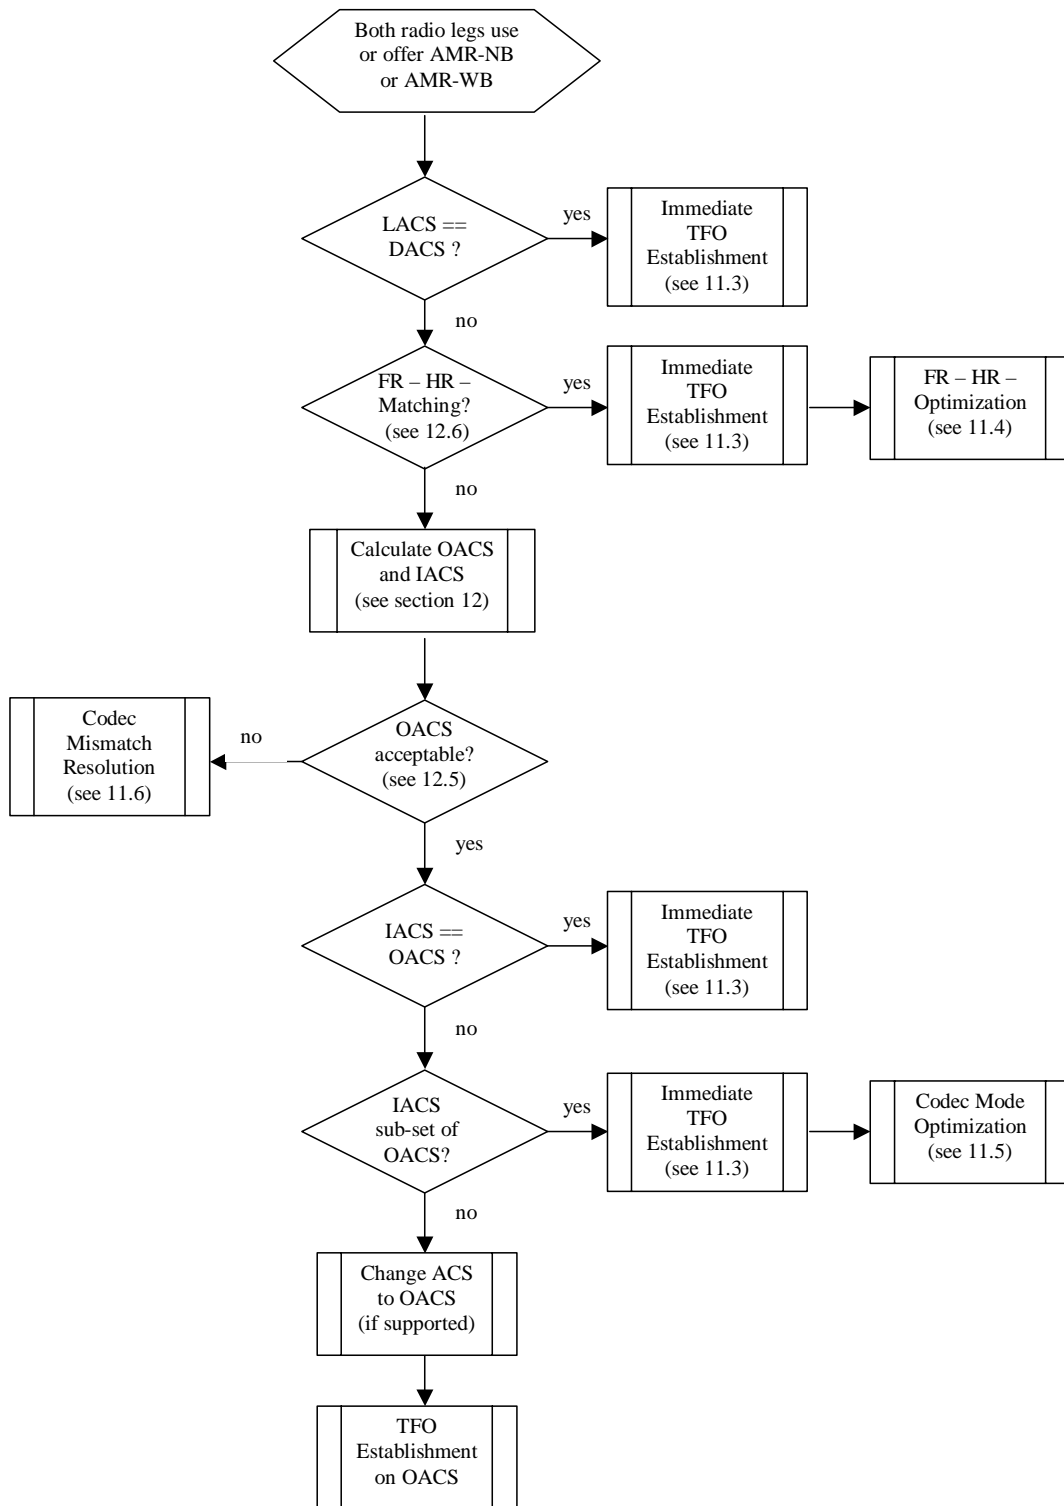 Both radio legs use
or offer AMR-NB
or AMR-WB
LACS ==
DACS ?
yes
Immediate
TFO
Establishment
(see 11.3)
no
FR – HR –
Matching?
(see 12.6)
yes
Immediate
TFO
Establishment
(see 11.3)
FR – HR –
Optimization
(see 11.4)
no
Calculate OACS
and IACS
(see section 12)
OACS
acceptable?
(see 12.5)
no
Codec
Mismatch
Resolution
(see 11.6)
yes
IACS ==
OACS ?
yes
Immediate
TFO
Establishment
(see 11.3)
no
IACS
sub-set of
OACS?
yes
Immediate
TFO
Establishment
(see 11.3)
Codec Mode
Optimization
(see 11.5)
no
Change ACS
to OACS
(if supported)
TFO
Establishment
on OACS